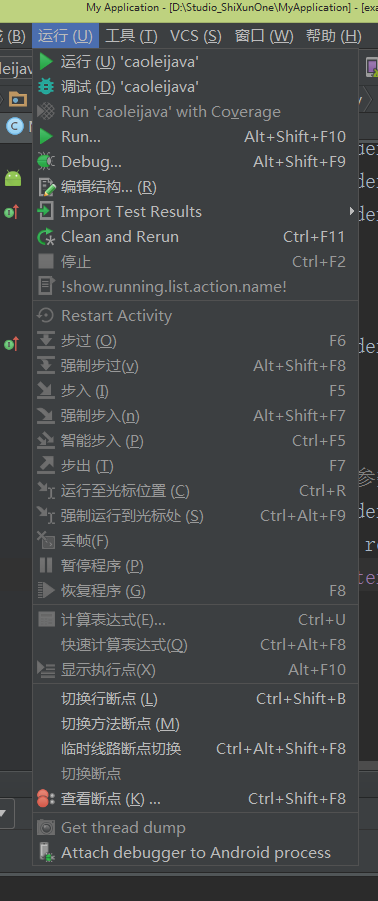 My Application - [D:\Studio_ShiXunOne\MyApplication] - [exa
(B) 运行 (U) 工具 (T) VCS (S) 窗口 (W) 帮助 (H)
leijava
运行 (U) 'caoleijava'
调试 (D) 'caoleijava'
Run 'caoleijava' with Coverage
Run... Alt+Shift+F10
Debug... Alt+Shift+F9
编辑结构... (R)
Import Test Results
Clean and Rerun Ctrl+F11
停止 Ctrl+F2
!show.running.list.action.name!
Restart Activity
步过 (O) F6
强制步过(v) Alt+Shift+F8
步入 (I) F5
强制步入(n) Alt+Shift+F7
智能步入 (P) Ctrl+F5
步出 (T) F7
运行至光标位置 (C) Ctrl+R
强制运行到光标处 (S) Ctrl+Alt+F9
丢帧(F)
暂停程序 (P)
恢复程序 (G) F8
计算表达式(E)... Ctrl+U
快速计算表达式(Q) Ctrl+Alt+F8
显示执行点(X) Alt+F10
切换行断点 (L) Ctrl+Shift+B
切换方法断点 (M)
临时线路断点切换 Ctrl+Alt+Shift+F8
切换断点
查看断点 (K) ... Ctrl+Shift+F8
Get thread dump
Attach debugger to Android process